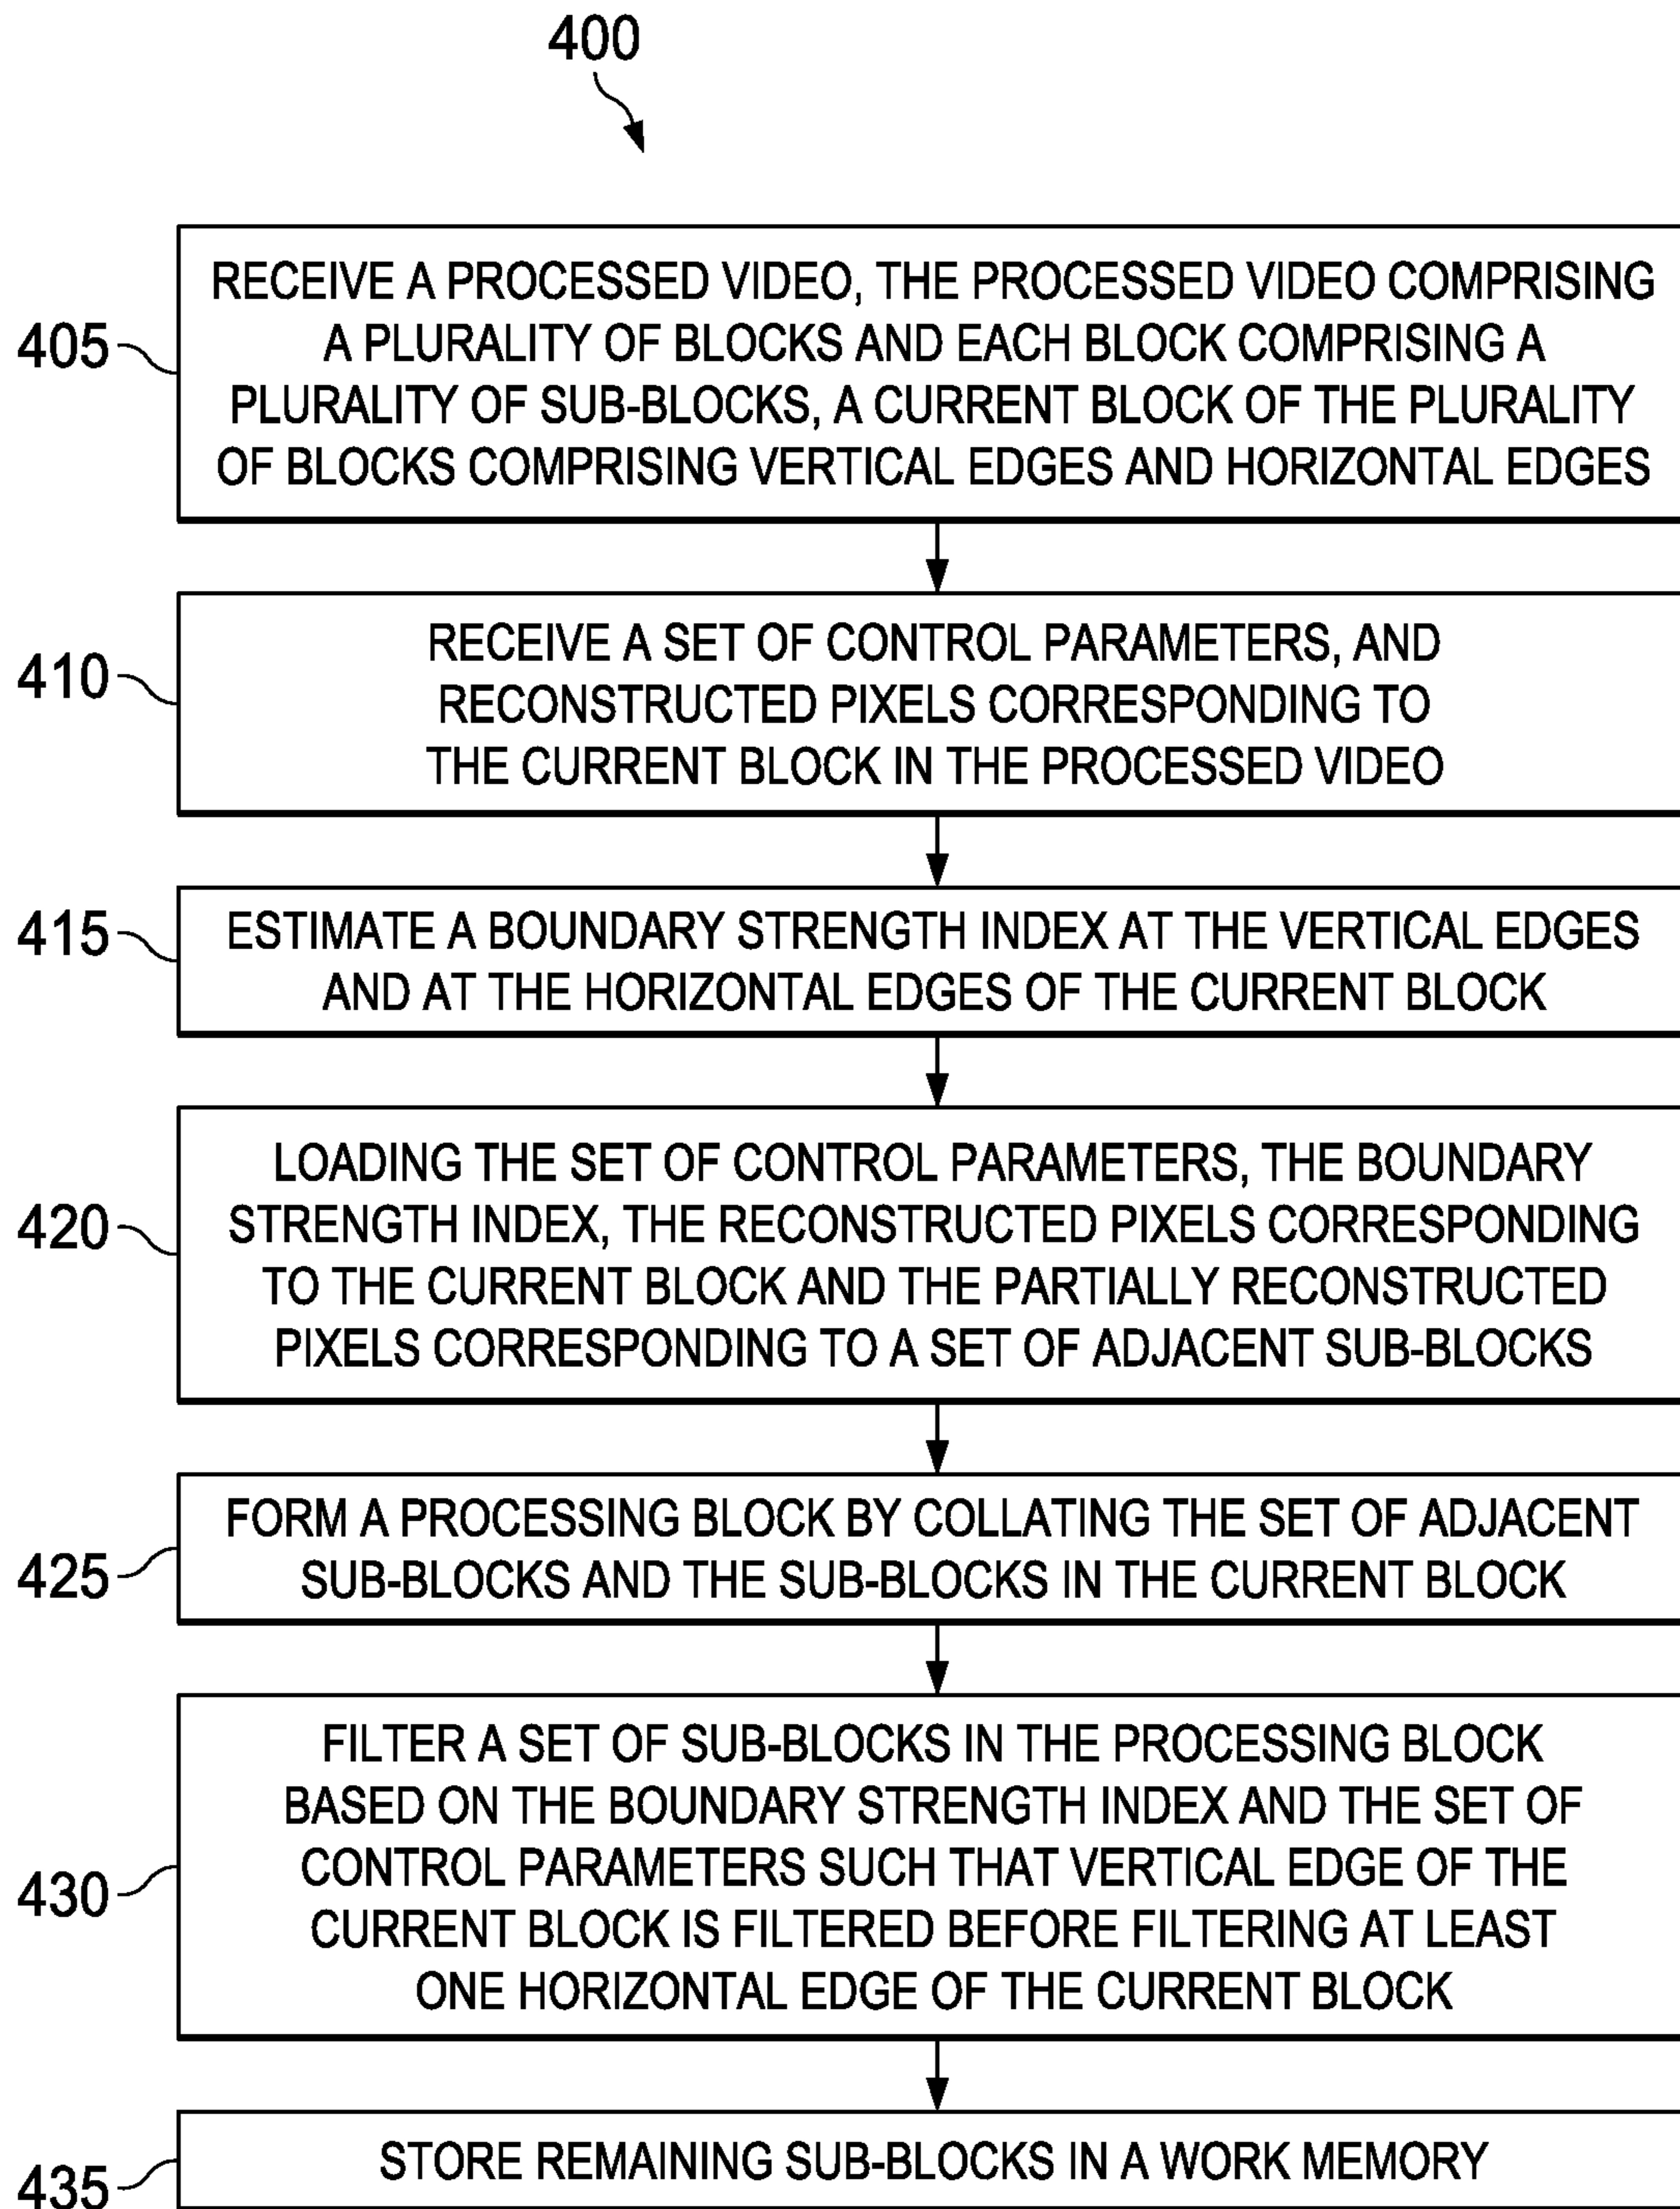 400
405
RECEIVE A PROCESSED VIDEO, THE PROCESSED VIDEO COMPRISING
A PLURALITY OF BLOCKS AND EACH BLOCK COMPRISING A
PLURALITY OF SUB-BLOCKS, A CURRENT BLOCK OF THE PLURALITY
OF BLOCKS COMPRISING VERTICAL EDGES AND HORIZONTAL EDGES
410
RECEIVE A SET OF CONTROL PARAMETERS, AND
RECONSTRUCTED PIXELS CORRESPONDING TO
THE CURRENT BLOCK IN THE PROCESSED VIDEO
415
ESTIMATE A BOUNDARY STRENGTH INDEX AT THE VERTICAL EDGES
AND AT THE HORIZONTAL EDGES OF THE CURRENT BLOCK
420
LOADING THE SET OF CONTROL PARAMETERS, THE BOUNDARY
STRENGTH INDEX, THE RECONSTRUCTED PIXELS CORRESPONDING
TO THE CURRENT BLOCK AND THE PARTIALLY RECONSTRUCTED
PIXELS CORRESPONDING TO A SET OF ADJACENT SUB-BLOCKS
425
FORM A PROCESSING BLOCK BY COLLATING THE SET OF ADJACENT
SUB-BLOCKS AND THE SUB-BLOCKS IN THE CURRENT BLOCK
430
FILTER A SET OF SUB-BLOCKS IN THE PROCESSING BLOCK
BASED ON THE BOUNDARY STRENGTH INDEX AND THE SET OF
CONTROL PARAMETERS SUCH THAT VERTICAL EDGE OF THE
CURRENT BLOCK IS FILTERED BEFORE FILTERING AT LEAST
ONE HORIZONTAL EDGE OF THE CURRENT BLOCK
435
STORE REMAINING SUB-BLOCKS IN A WORK MEMORY